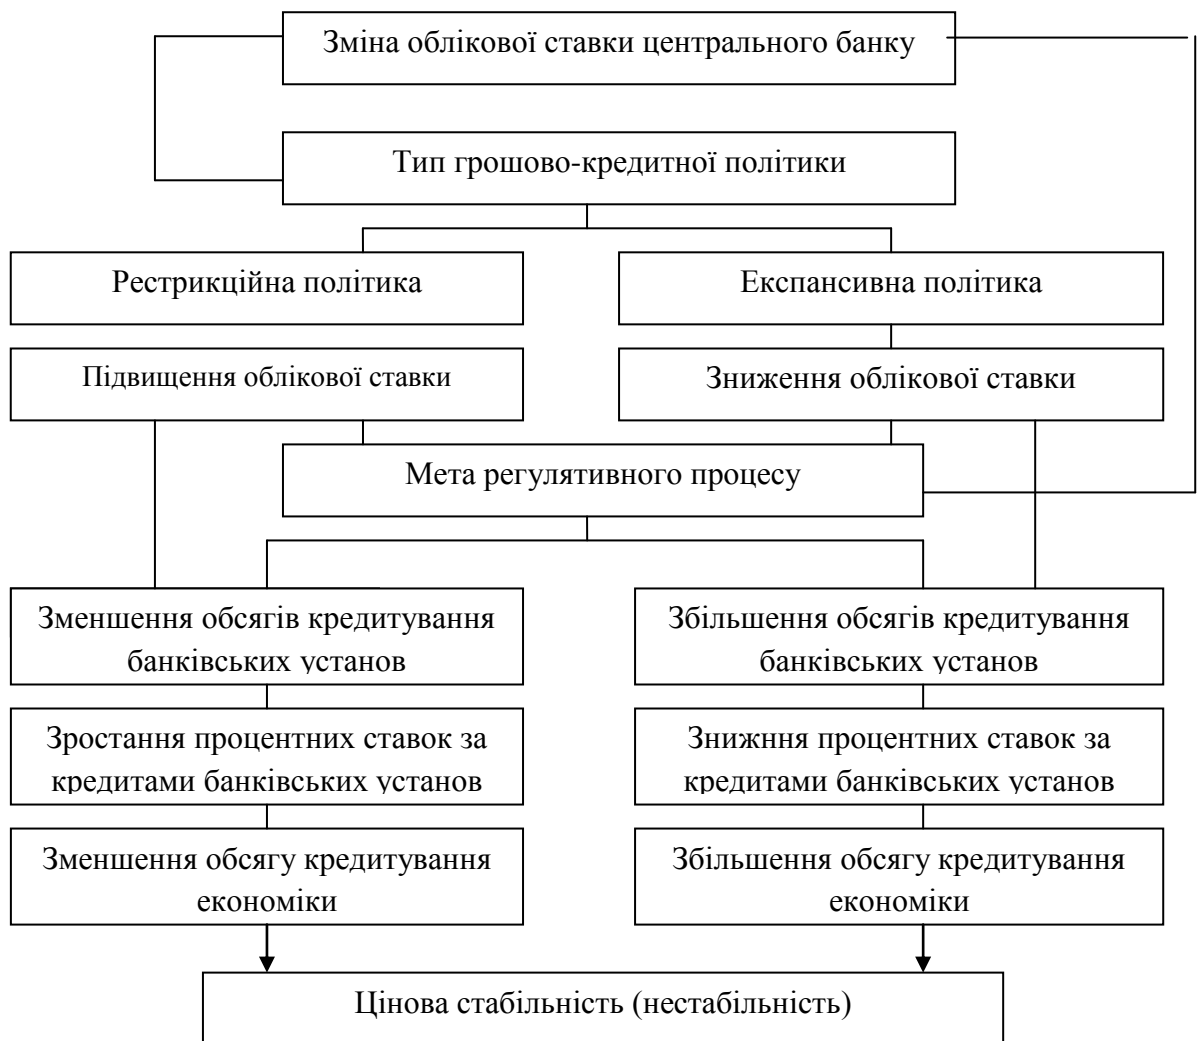 Зміна облікової ставки центрального банку
Тип грошово-кредитної політики
Рестрикційна політика
Експансивна політика
Підвищення облікової ставки
Зниження облікової ставки
Мета регулятивного процесу
Зменшення обсягів кредитування
банківських установ
Збільшення обсягів кредитування
банківських установ
Зростання процентних ставок за
кредитами банківських установ
Знижння процентних ставок за
кредитами банківських установ
Зменшення обсягу кредитування
економіки
Збільшення обсягу кредитування
економіки
Цінова стабільність (нестабільність)